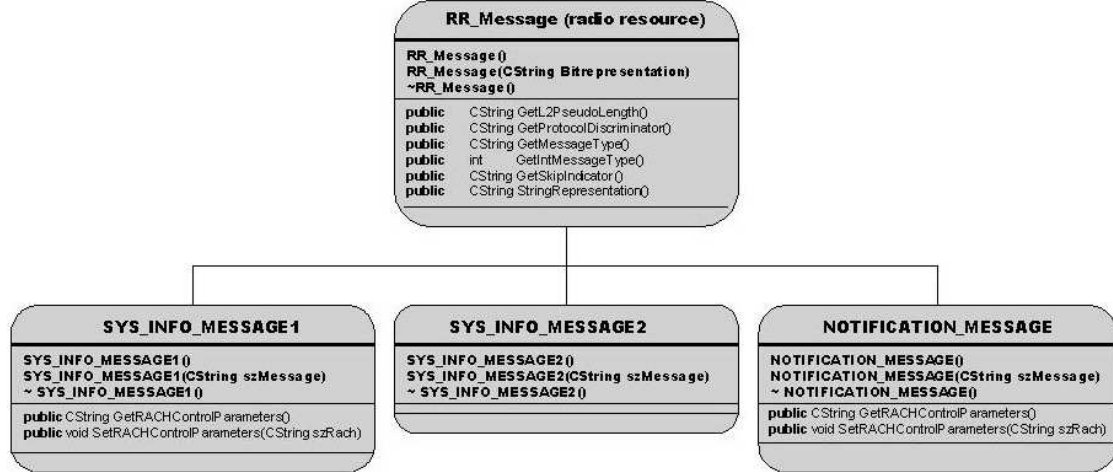 RR_Message (radio resource)
RR_Message()
RR_Message(CString Bitrepresentation)
~RR_Message()
public CString GetL2PseudoLength()
public CString GetProtocolDiscriminator()
public CString GetMessageType()
public int GetIntMessageType()
public CString GetSkipIndicator()
public CString StringRepresentation()
SYS_INFO_MESSAGE1
SYS_INFO_MESSAGE1()
SYS_INFO_MESSAGE1(CString szMessage)
~ SYS_INFO_MESSAGE1()
public CString GetRACHControlParameters()
public void SetRACHControlParameters(CString szRach)
SYS_INFO_MESSAGE2
SYS_INFO_MESSAGE2()
SYS_INFO_MESSAGE2(CString szMessage)
~ SYS_INFO_MESSAGE2()
NOTIFICATION_MESSAGE
NOTIFICATION_MESSAGE()
NOTIFICATION_MESSAGE(CString szMessage)
~ NOTIFICATION_MESSAGE()
public CString GetRACHControlParameters()
public void SetRACHControlParameters(CString szRach)